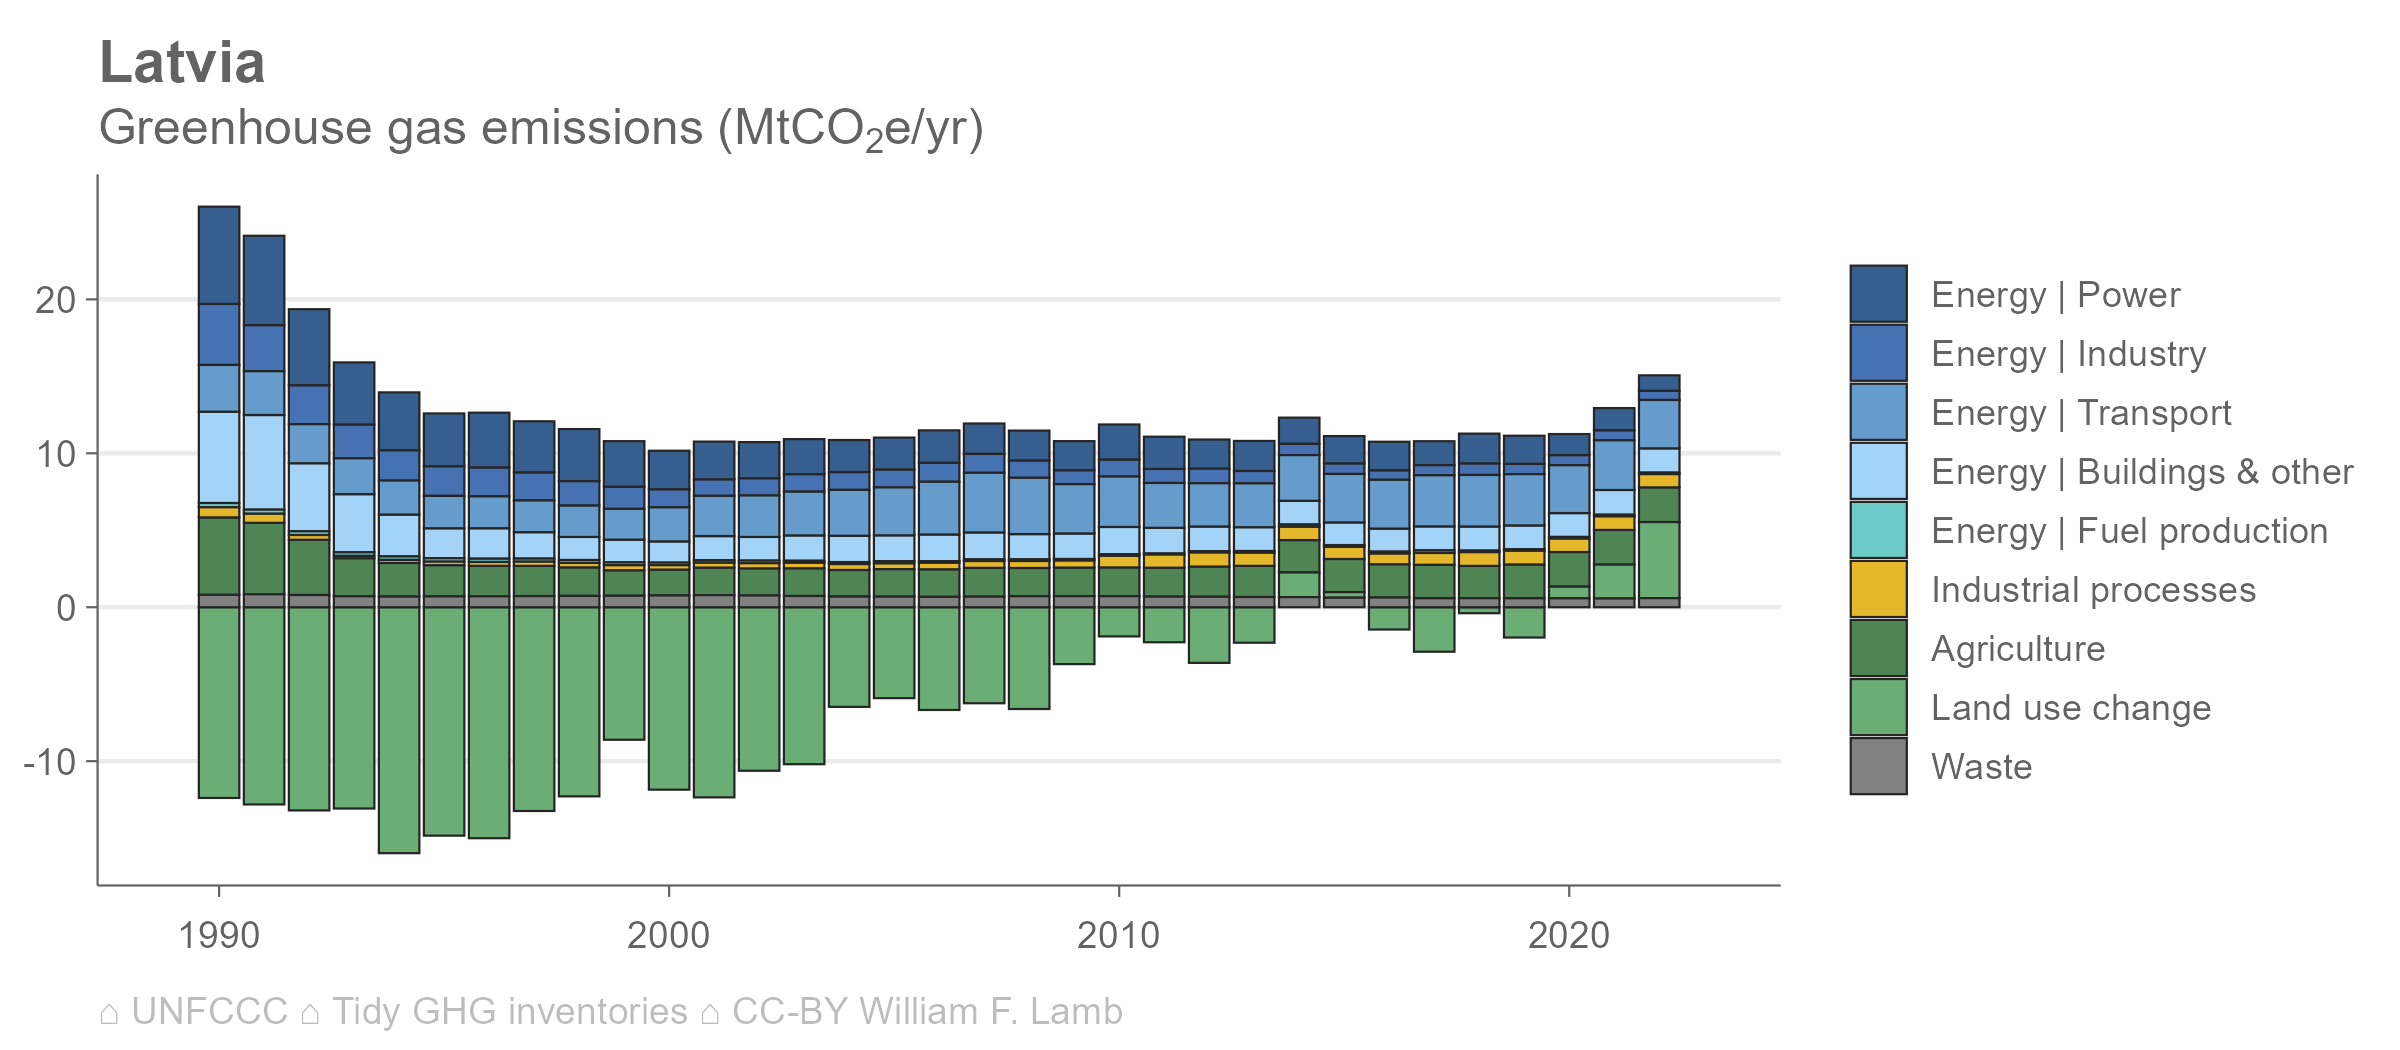 Latvia
Greenhouse gas emissions (MtCO₂e/yr)
20
10
0
-10
1990 2000 2010 2020
Energy | Power
Energy | Industry
Energy | Transport
Energy | Buildings & other
Energy | Fuel production
Industrial processes
Agriculture
Land use change
Waste
⌂ UNFCCC ⌂ Tidy GHG inventories ⌂ CC-BY William F. Lamb